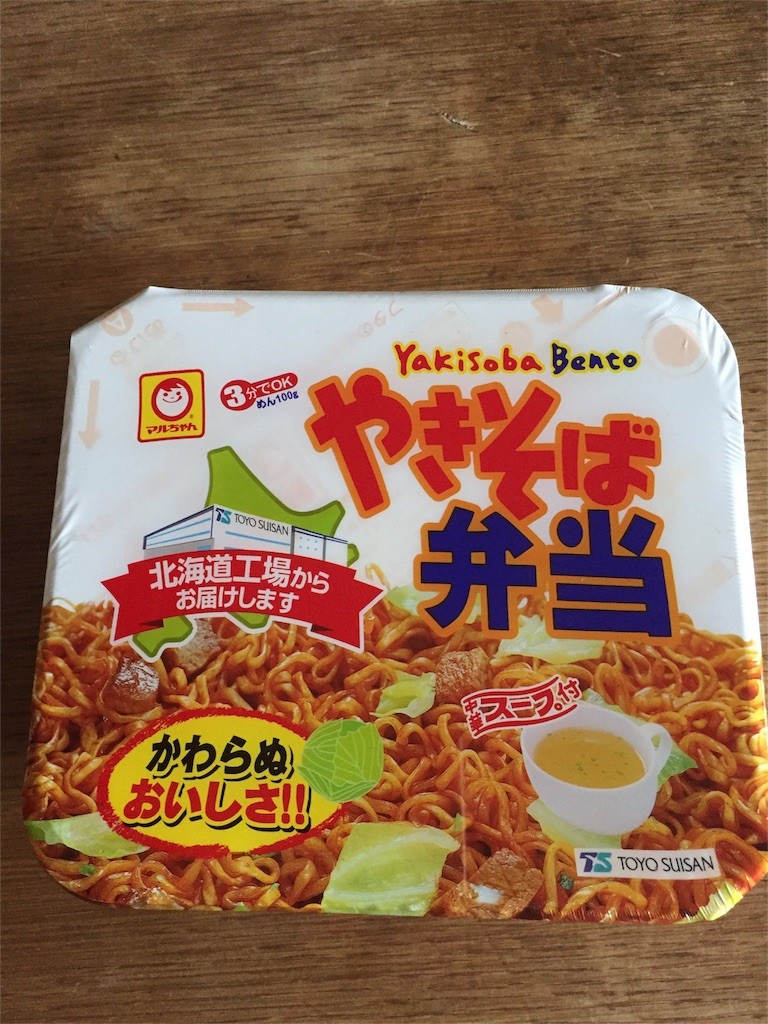 Yakisoba Bento
マルちゃん
3分でOK
めん100g
やきそば
弁当
TS TOYO SUISAN
北海道工場から
お届けします
中華スープ付
かわらぬ
おいしさ!!
TS TOYO SUISAN